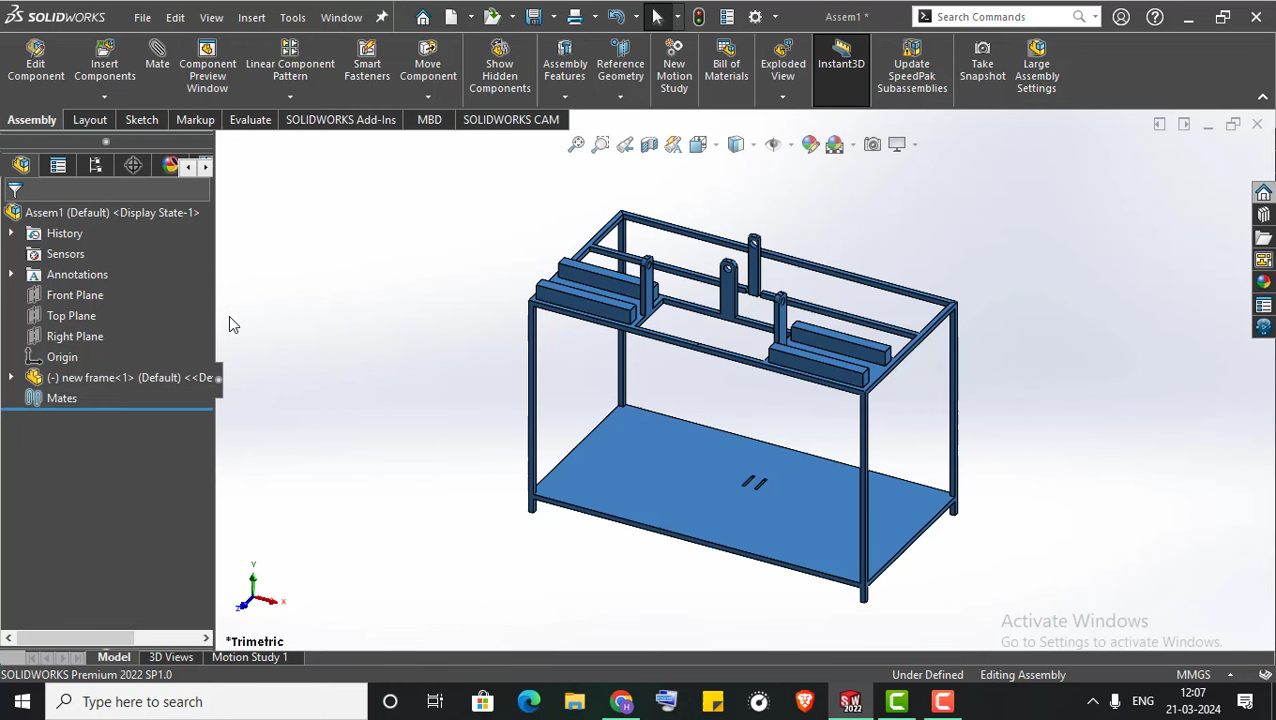 SOLIDWORKS File Edit View Insert Tools Window Assem1 * Search Commands
Edit Component Insert Components Mate Component Preview Window Linear Component Pattern Smart Fasteners Move Component Show Hidden Components Assembly Features Reference Geometry New Motion Study Bill of Materials Exploded View Instant3D Update SpeedPak Subassemblies Take Snapshot Large Assembly Settings
Assembly Layout Sketch Markup Evaluate SOLIDWORKS Add-Ins MBD SOLIDWORKS CAM
Assem1 (Default) <Display State-1>
History
Sensors
A Annotations
Front Plane
Top Plane
Right Plane
Origin
(-) new frame<1> (Default) <<De
Mates
Y
X
Z
*Trimetric
Activate Windows
Go to Settings to activate Windows.
Model 3D Views Motion Study 1
SOLIDWORKS Premium 2022 SP1.0 Under Defined Editing Assembly MMGS
Type here to search SW 2022 ENG 12:07
21-03-2024